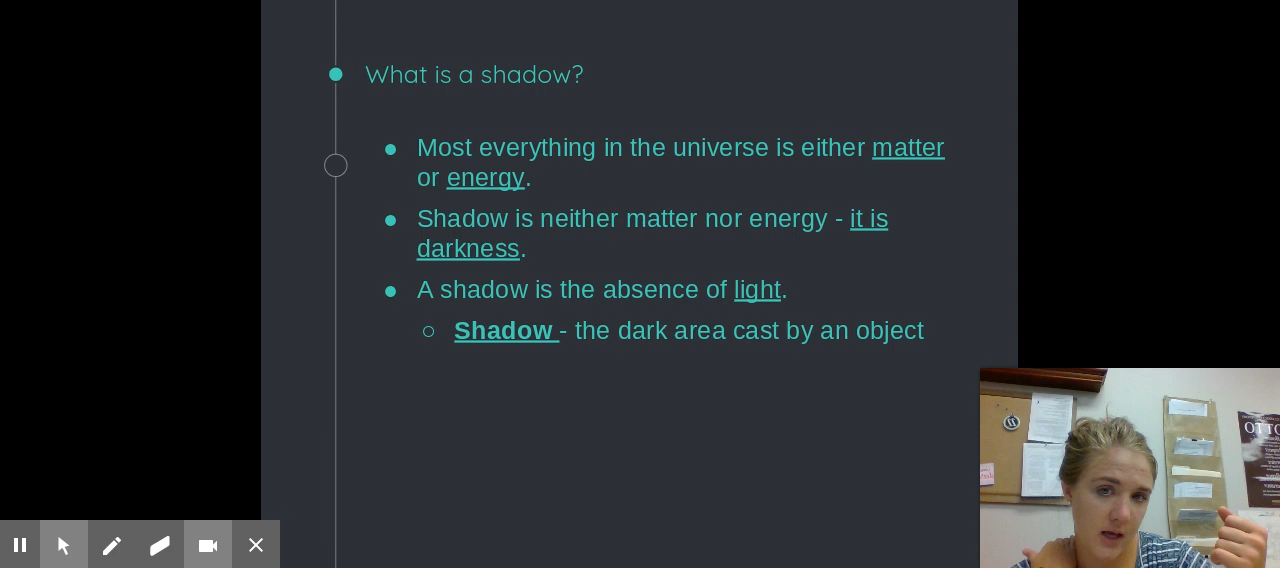 What is a shadow?
Most everything in the universe is either matter
or energy.
Shadow is neither matter nor energy - it is
darkness.
A shadow is the absence of light.
Shadow - the dark area cast by an object
OTTO